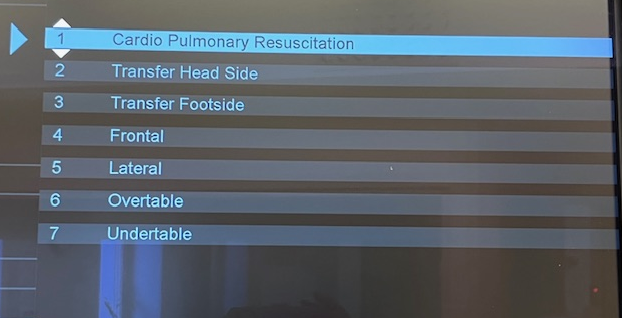 1 Cardio Pulmonary Resuscitation
2 Transfer Head Side
3 Transfer Footside
4 Frontal
5 Lateral
6 Overtable
7 Undertable